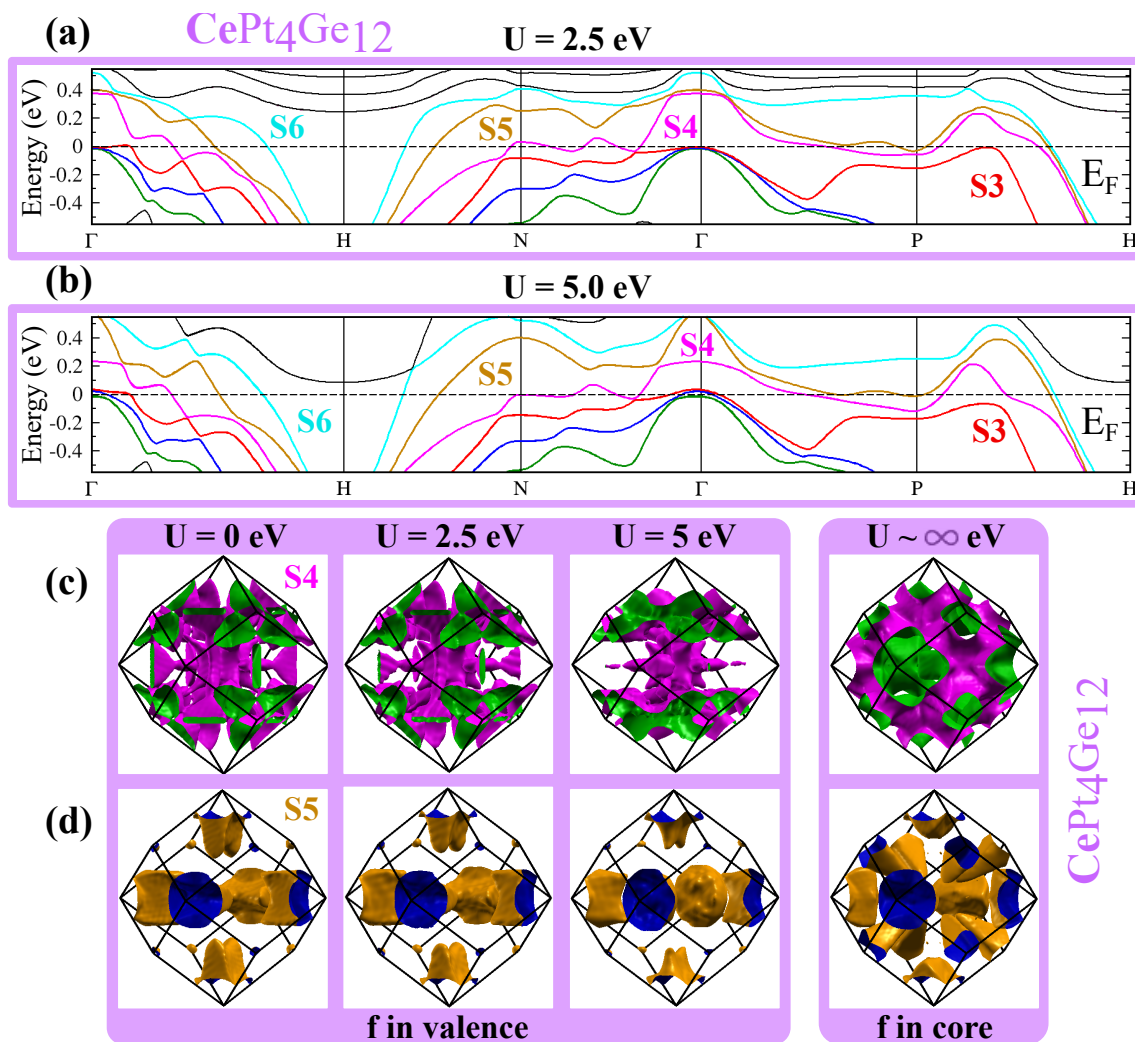 (a) CePt4Ge12 U = 2.5 eV
Energy (eV)
0.4
0.2
0
-0.2
-0.4
S6
S5
S4
S3
EF
Γ H N Γ P H
(b) U = 5.0 eV
Energy (eV)
0.4
0.2
0
-0.2
-0.4
S6
S5
S4
S3
EF
Γ H N Γ P H
U = 0 eV U = 2.5 eV U = 5 eV U ~ ∞ eV
(c) S4
(d) S5
CePt4Ge12
f in valence f in core